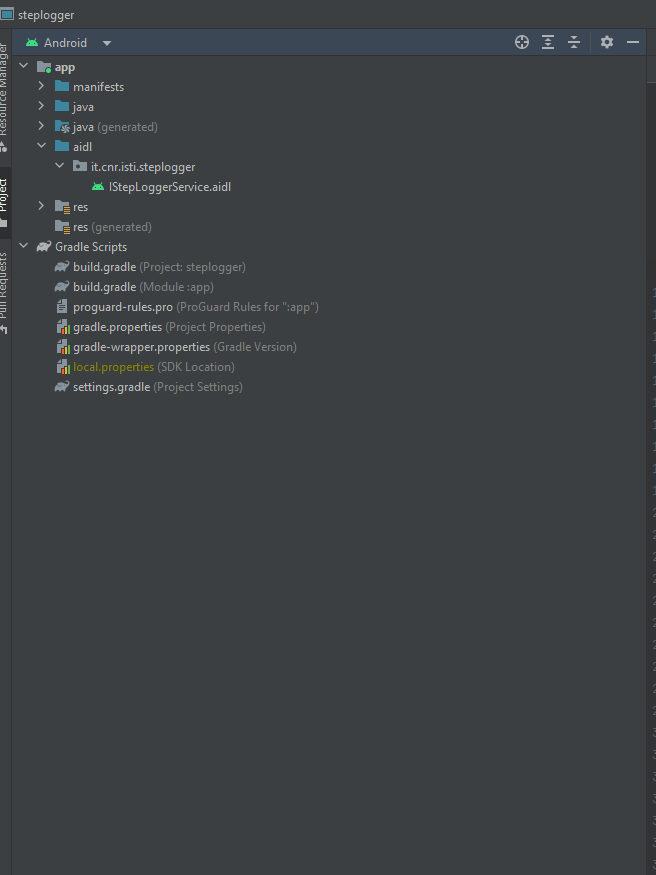 steplogger
Android
Resource Manager
Project
Pull Requests
app
manifests
java
java (generated)
aidl
it.cnr.isti.steplogger
IStepLoggerService.aidl
res
res (generated)
Gradle Scripts
build.gradle (Project: steplogger)
build.gradle (Module :app)
proguard-rules.pro (ProGuard Rules for ":app")
gradle.properties (Project Properties)
gradle-wrapper.properties (Gradle Version)
local.properties (SDK Location)
settings.gradle (Project Settings)